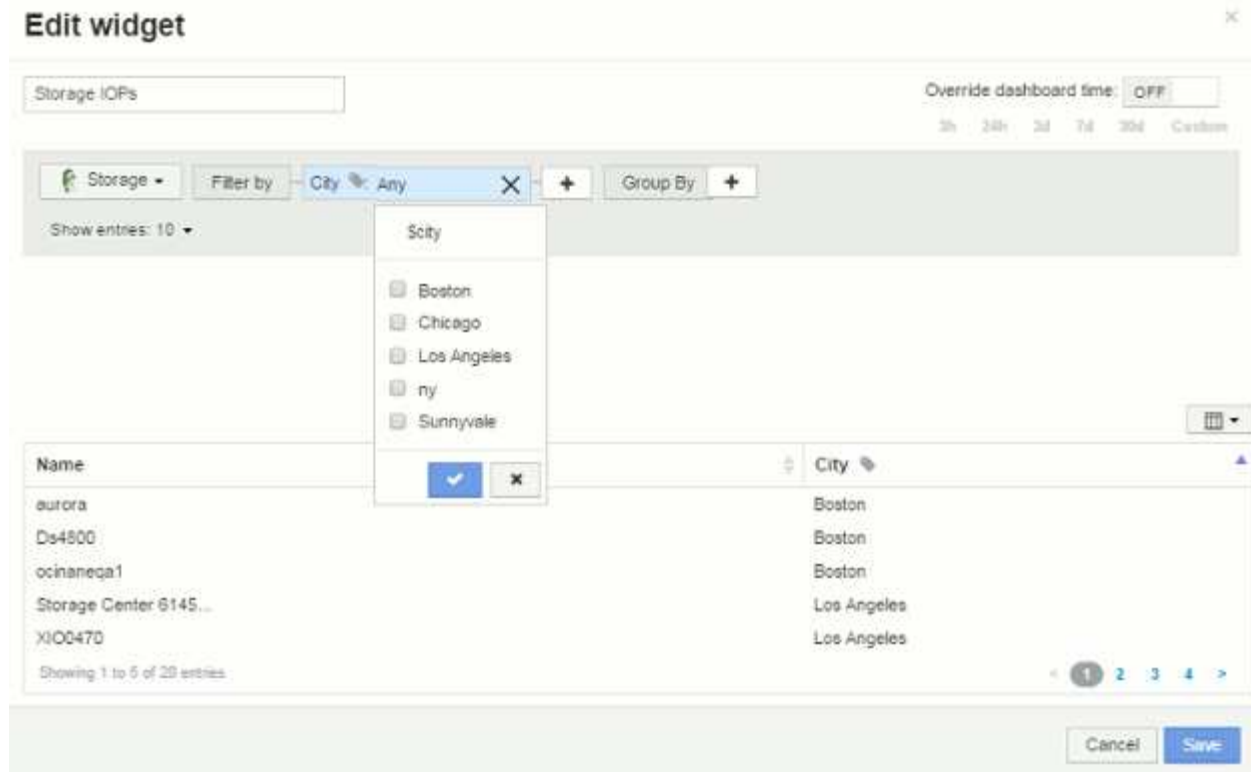 Edit widget
Storage IOPs
Override dashboard time: OFF
3h 24h 3d 7d 30d Custom
Storage Filter by City : Any Group By
Show entries: 10
$city
Boston
Chicago
Los Angeles
ny
Sunnyvale
Name City
aurora Boston
Ds4800 Boston
ocinaneqa1 Boston
Storage Center 6145... Los Angeles
XIO0470 Los Angeles
Showing 1 to 5 of 20 entries < 1 2 3 4 >
Cancel Save